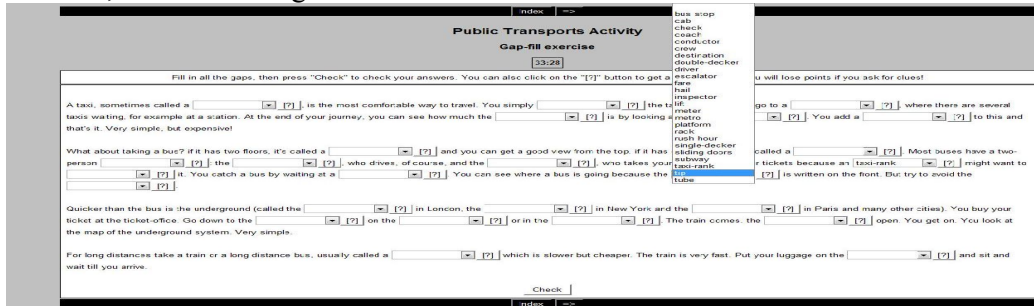 Index =>
Public Transports Activity
Gap-fill exercise
33:28
Fill in all the gaps, then press "Check" to check your answers. You can also click on the "[?]" button to get a u will lose points if you ask for clues!
bus stop
cab
check
coach
conductor
crew
destination
double-decker
driver
escalator
fare
hail
inspector
lift
meter
metro
platform
rack
rush hour
single-decker
sliding doors
subway
taxi-rank
tip
tube
A taxi, sometimes called a [?] , is the most comfortable way to travel. You simply [?] the t go to a [?] , where there are several
taxis waiting, for example at a station. At the end of your journey, you can see how much the [?] is by looking a [?] . You add a [?] to this and
that's it. Very simple, but expensive!
What about taking a bus? if it has two floors, it's called a [?] and you can get a good view from the top. if it has called a [?] . Most buses have a two-
person [?] : the [?] , who drives, of course, and the [?] , who takes your r tickets because an taxi-rank [?] might want to
[?] it. You catch a bus by waiting at a [?] . You can see where a bus is going because the [?] is written on the front. But try to avoid the
[?] .
Quicker than the bus is the underground (called the [?] in London, the [?] in New York and the [?] in Paris and many other cities). You buy your
ticket at the ticket-office. Go down to the [?] on the [?] or in the [?] . The train comes. the [?] open. You get on. You look at
the map of the underground system. Very simple.
For long distances take a train or a long distance bus, usually called a [?] which is slower but cheaper. The train is very fast. Put your luggage on the [?] and sit and
wait till you arrive.
Check
Index =>